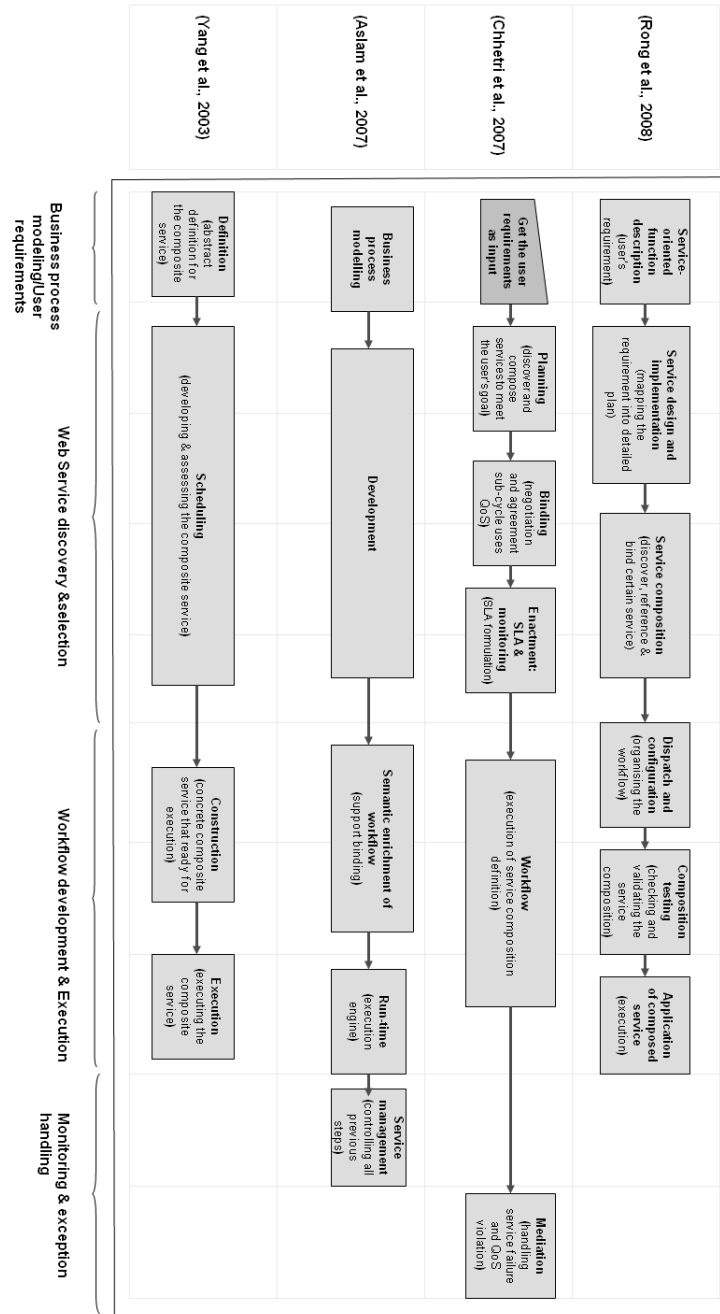 (Rong et al., 2008)
Service-
oriented
function
description
(user's
requirement)
Service design and
implementation
(mapping the
requirement into detailed
plan)
Service composition
(discover, reference &
bind certain service)
Dispatch and
configuration
(organising the
workflow)
Composition
testing
(checking and
validating the
service
composition)
Application
of composed
service
(execution)
(Chhetri et al., 2007)
Get the user
requirements
as input
Planning
(discover and
compose
services to meet
the user's goal)
Binding
(negotiation
and agreement
sub-cycle uses
QoS)
Enactment:
SLA &
monitoring
(SLA formulation)
Workflow
(execution of service composition
definition)
Mediation
(handling
service failure
and QoS
violation)
(Aslam et al., 2007)
Business
process
modelling
Development
Semantic enrichment of
workflow
(support binding)
Run-time
(execution
engine)
Service
management
(controlling all
previous
steps)
(Yang et al., 2003)
Definition
(abstract
definition for
the composite
service)
Scheduling
(developing & assessing the composite service)
Construction
(concrete composite
service that ready for
execution)
Execution
(executing the
composite
service)
Business process
modeling/User
requirements
Web Service discovery &selection
Workflow development & Execution
Monitoring & exception
handling